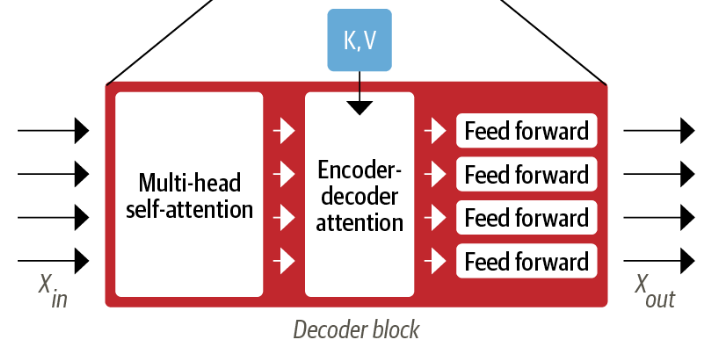 K, V
Multi-head
self-attention
Encoder-
decoder
attention
Feed forward
Feed forward
Feed forward
Feed forward
X in
X out
Decoder block